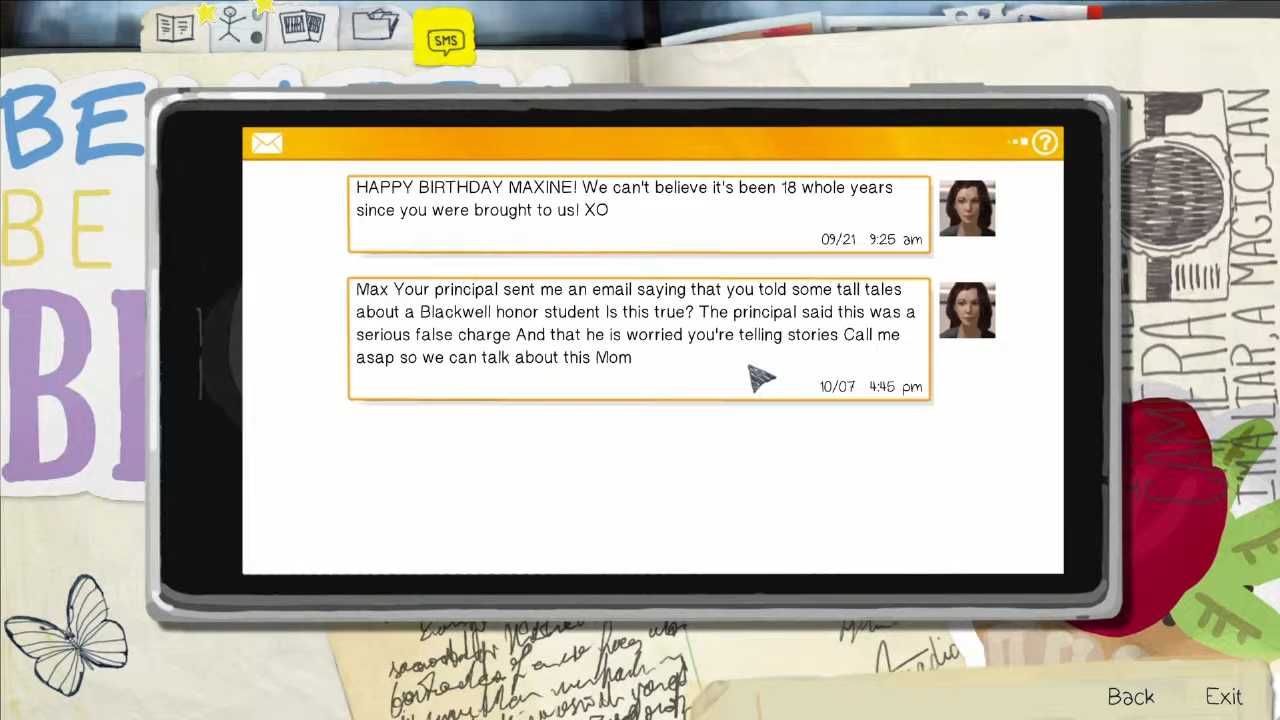 SMS
BE
BE
HAPPY BIRTHDAY MAXINE! We can't believe it's been 18 whole years
since you were brought to us! XO
09/21 9:25 am
Max Your principal sent me an email saying that you told some tall tales
about a Blackwell honor student Is this true? The principal said this was a
serious false charge And that he is worried you're telling stories Call me
asap so we can talk about this Mom
10/07 4:45 pm
?
CAMERA
MAGICIAN
Back
Exit